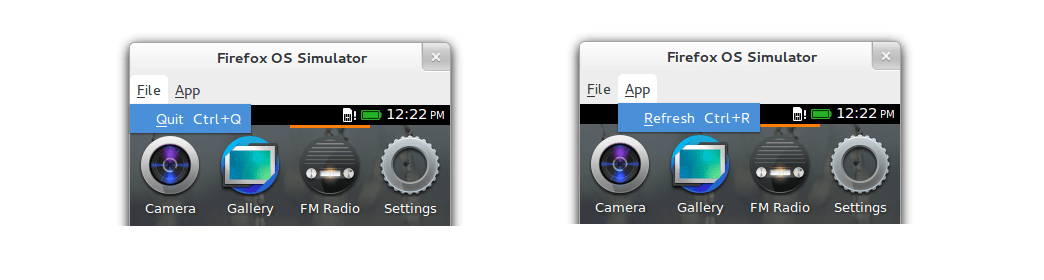 Firefox OS Simulator
File App
Quit Ctrl+Q
12:22 PM
Camera Gallery FM Radio Settings
Firefox OS Simulator
File App
Refresh Ctrl+R
12:22 PM
Camera Gallery FM Radio Settings